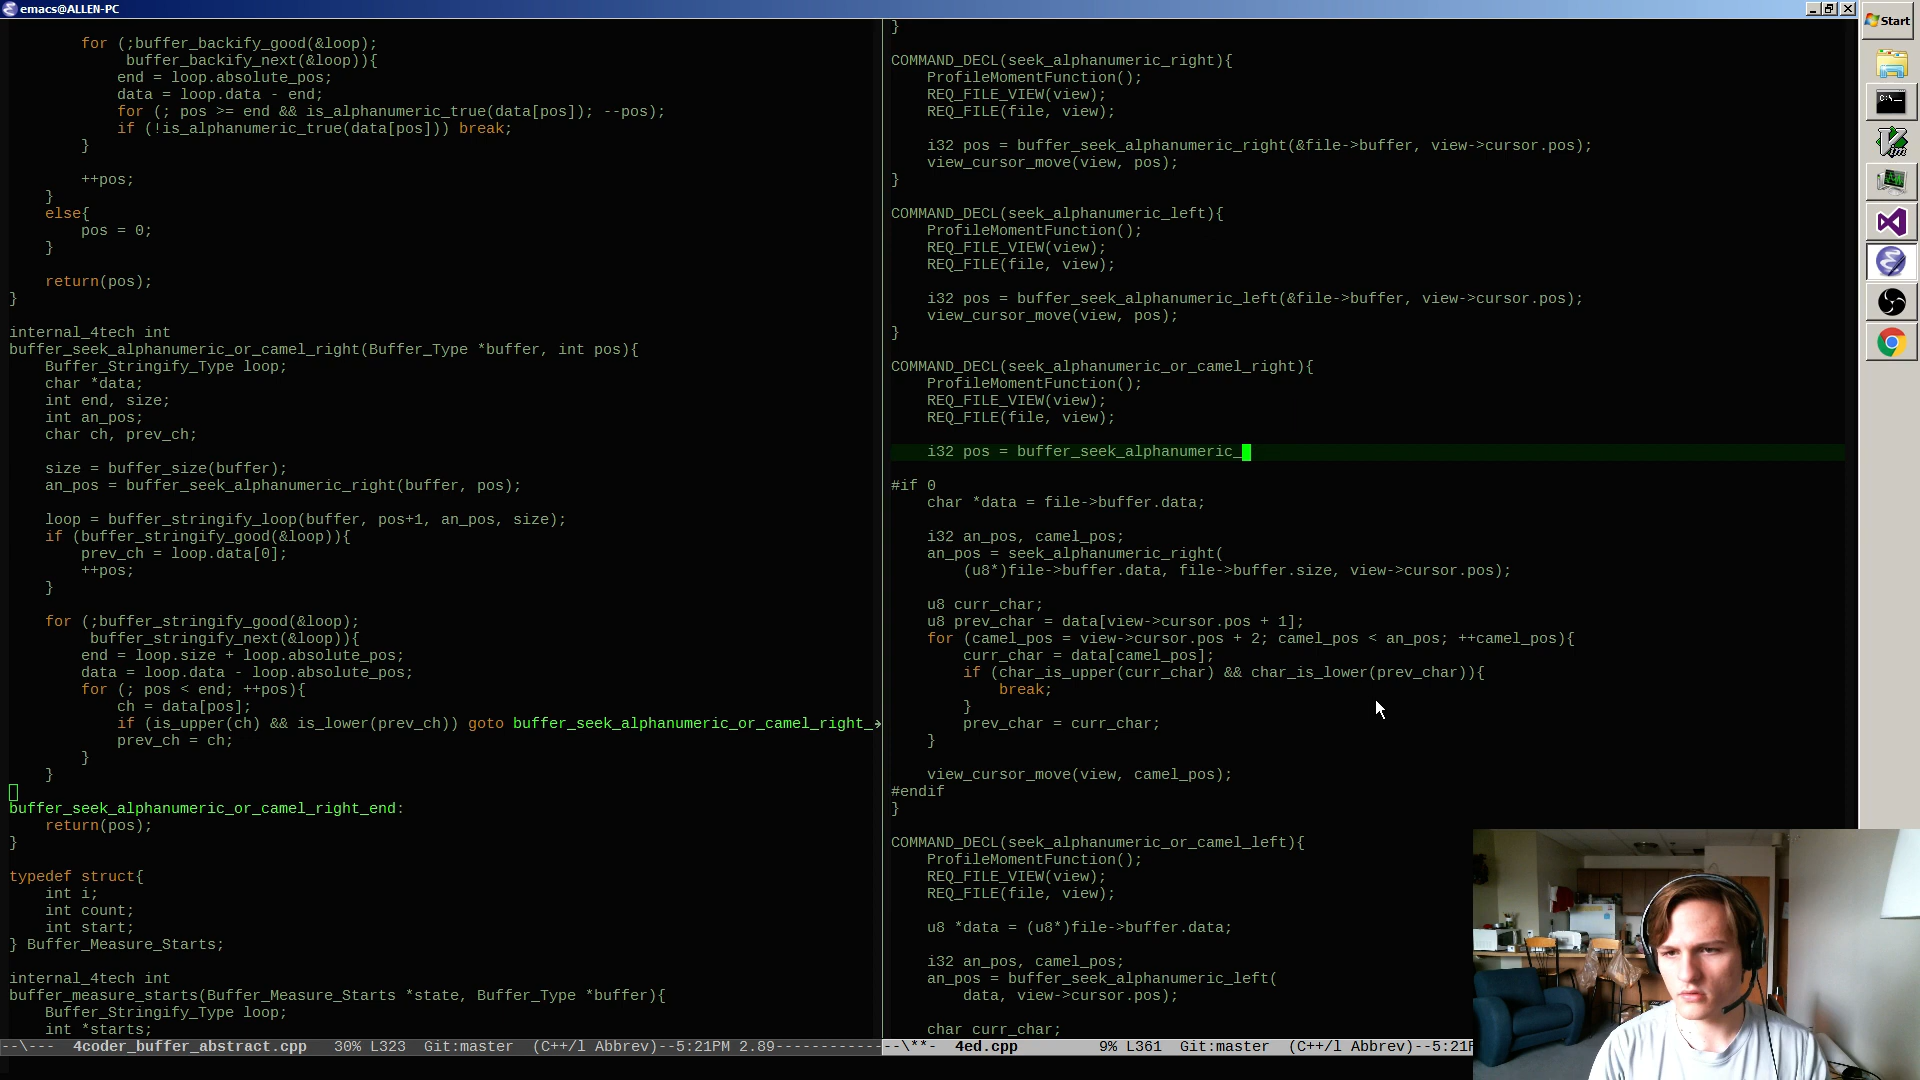 emacs@ALLEN-PC
for (;buffer_backify_good(&loop);
buffer_backify_next(&loop)){
end = loop.absolute_pos;
data = loop.data - end;
for (; pos >= end && is_alphanumeric_true(data[pos]); --pos);
if (!is_alphanumeric_true(data[pos])) break;
}
++pos;
}
else{
pos = 0;
}
return(pos);
}
internal_4tech int
buffer_seek_alphanumeric_or_camel_right(Buffer_Type *buffer, int pos){
Buffer_Stringify_Type loop;
char *data;
int end, size;
int an_pos;
char ch, prev_ch;
size = buffer_size(buffer);
an_pos = buffer_seek_alphanumeric_right(buffer, pos);
loop = buffer_stringify_loop(buffer, pos+1, an_pos, size);
if (buffer_stringify_good(&loop)){
prev_ch = loop.data[0];
++pos;
}
for (;buffer_stringify_good(&loop);
buffer_stringify_next(&loop)){
end = loop.size + loop.absolute_pos;
data = loop.data - loop.absolute_pos;
for (; pos < end; ++pos){
ch = data[pos];
if (is_upper(ch) && is_lower(prev_ch)) goto buffer_seek_alphanumeric_or_camel_right_
prev_ch = ch;
}
}
buffer_seek_alphanumeric_or_camel_right_end:
return(pos);
}
typedef struct{
int i;
int count;
int start;
} Buffer_Measure_Starts;
internal_4tech int
buffer_measure_starts(Buffer_Measure_Starts *state, Buffer_Type *buffer){
Buffer_Stringify_Type loop;
int *starts;
--\--- 4coder_buffer_abstract.cpp 30% L323 Git:master (C++/l Abbrev)--5:21PM 2.89-------------
}
COMMAND_DECL(seek_alphanumeric_right){
ProfileMomentFunction();
REQ_FILE_VIEW(view);
REQ_FILE(file, view);
i32 pos = buffer_seek_alphanumeric_right(&file->buffer, view->cursor.pos);
view_cursor_move(view, pos);
}
COMMAND_DECL(seek_alphanumeric_left){
ProfileMomentFunction();
REQ_FILE_VIEW(view);
REQ_FILE(file, view);
i32 pos = buffer_seek_alphanumeric_left(&file->buffer, view->cursor.pos);
view_cursor_move(view, pos);
}
COMMAND_DECL(seek_alphanumeric_or_camel_right){
ProfileMomentFunction();
REQ_FILE_VIEW(view);
REQ_FILE(file, view);
i32 pos = buffer_seek_alphanumeric_
#if 0
char *data = file->buffer.data;
i32 an_pos, camel_pos;
an_pos = seek_alphanumeric_right(
(u8*)file->buffer.data, file->buffer.size, view->cursor.pos);
u8 curr_char;
u8 prev_char = data[view->cursor.pos + 1];
for (camel_pos = view->cursor.pos + 2; camel_pos < an_pos; ++camel_pos){
curr_char = data[camel_pos];
if (char_is_upper(curr_char) && char_is_lower(prev_char)){
break;
}
prev_char = curr_char;
}
view_cursor_move(view, camel_pos);
#endif
}
COMMAND_DECL(seek_alphanumeric_or_camel_left){
ProfileMomentFunction();
REQ_FILE_VIEW(view);
REQ_FILE(file, view);
u8 *data = (u8*)file->buffer.data;
i32 an_pos, camel_pos;
an_pos = buffer_seek_alphanumeric_left(
data, view->cursor.pos);
char curr_char;
--\**- 4ed.cpp 9% L361 Git:master (C++/l Abbrev)--5:21P
Start
C:\_
Vim